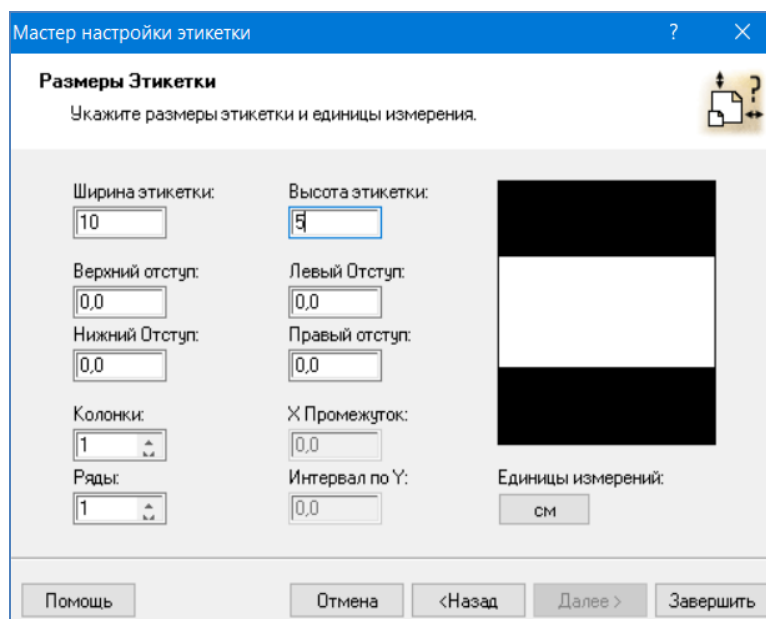 Мастер настройки этикетки ?
Размеры Этикетки
Укажите размеры этикетки и единицы измерения.
?
Ширина этикетки: Высота этикетки:
10 5
Верхний отступ: Левый Отступ:
0,0 0,0
Нижний Отступ: Правый отступ:
0,0 0,0
Колонки: X Промежуток:
1 0,0
Ряды: Интервал по Y: Единицы измерений:
1 0,0 см
Помощь Отмена <Назад Далее > Завершить